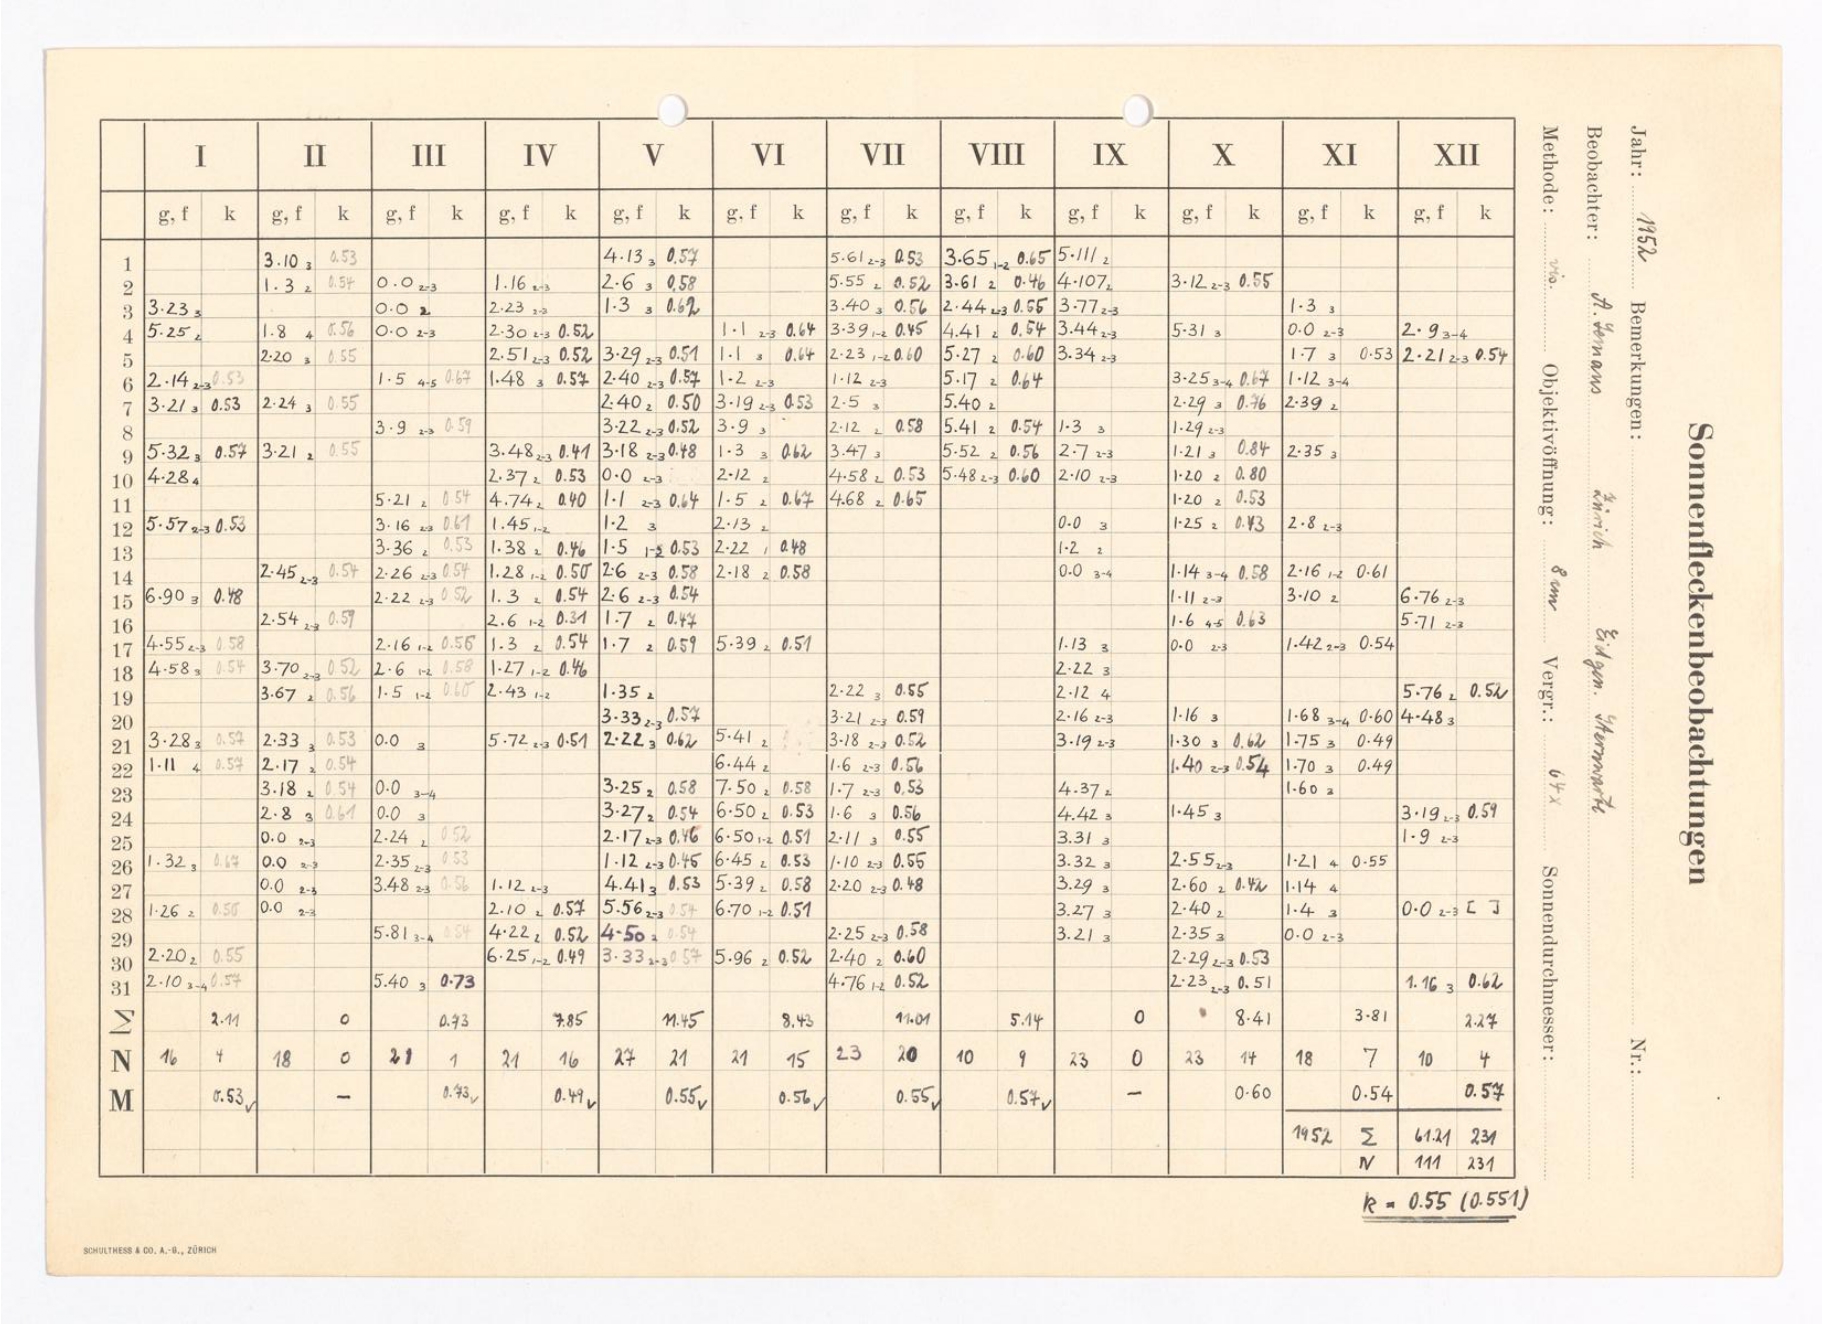 I II III IV V VI VII VIII IX X XI XII
g, f k g, f k g, f k g, f k g, f k g, f k g, f k g, f k g, f k g, f k g, f k g, f k
1 3.10 3 0.53 4.13 3 0.57 5.61 2-3 0.53 3.65 1-2 0.65 5.111 2
2 1.3 2 0.54 0.0 2-3 1.16 2-3 2.6 3 0.58 5.55 2 0.52 3.61 2 0.46 4.107 2 3.12 2-3 0.55
3 3.23 3 0.0 2 2.23 2-3 1.3 3 0.62 3.40 3 0.56 2.44 2-3 0.55 3.77 2-3 1.3 3
4 5.25 2 1.8 4 0.56 0.0 2-3 2.30 2-3 0.52 1.1 2-3 0.64 3.39 1-2 0.45 4.41 2 0.54 3.44 2-3 5.31 3 0.0 2-3 2.9 3-4
5 2.20 3 0.55 2.51 2-3 0.52 3.29 2-3 0.51 1.1 3 0.64 2.23 1-2 0.60 5.27 2 0.60 3.34 2-3 1.7 3 0.53 2.21 2-3 0.54
6 2.14 2-3 0.53 1.5 4-5 0.67 1.48 3 0.57 2.40 2-3 0.57 1.2 2-3 1.12 2-3 5.17 2 0.64 3.25 3-4 0.67 1.12 3-4
7 3.21 3 0.53 2.24 3 0.55 2.40 2 0.50 3.19 2-3 0.53 2.5 3 5.40 2 2.29 3 0.76 2.39 2
8 3.9 2-3 0.59 3.22 2-3 0.52 3.9 3 2.12 2 0.58 5.41 2 0.54 1.3 3 1.29 2-3
9 5.32 3 0.57 3.21 2 0.55 3.48 2-3 0.41 3.18 2-3 0.48 1.3 3 0.62 3.47 3 5.52 2 0.56 2.7 2-3 1.21 3 0.84 2.35 3
10 4.28 4 2.37 2 0.53 0.0 2-3 2.12 2 4.58 2 0.53 5.48 2-3 0.60 2.10 2-3 1.20 2 0.80
11 5.21 2 0.54 4.74 2 0.40 1.1 2-3 0.64 1.5 2 0.67 4.68 2 0.65 1.20 2 0.53
12 5.57 2-3 0.53 3.16 2-3 0.61 1.45 1-2 1.2 3 2.13 2 0.0 3 1.25 2 0.43 2.8 2-3
13 3.36 2 0.53 1.38 2 0.46 1.5 1-2 0.53 2.22 1 0.48 1.2 2
14 2.45 2-3 0.54 2.26 2-3 0.54 1.28 1-2 0.50 2.6 2-3 0.58 2.18 2 0.58 0.0 3-4 1.14 3-4 0.58 2.16 1-2 0.61
15 6.90 3 0.48 2.22 2-3 0.52 1.3 2 0.54 2.6 2-3 0.54 1.11 2-3 3.10 2 6.76 2-3
16 2.54 2-3 0.59 2.6 1-2 0.31 1.7 2 0.47 1.6 4-5 0.63 5.71 2-3
17 4.55 2-3 0.58 2.16 1-2 0.56 1.3 2 0.54 1.7 2 0.59 5.39 2 0.51 1.13 3 0.0 2-3 1.42 2-3 0.54
18 4.58 3 0.54 3.70 2-3 0.52 2.6 1-2 0.58 1.27 1-2 0.46 2.22 3
19 3.67 2 0.56 1.5 1-2 0.60 2.43 1-2 1.35 2 2.22 3 0.55 2.12 4 5.76 2 0.52
20 3.33 2-3 0.57 3.21 2-3 0.59 2.16 2-3 1.16 3 1.68 3-4 0.60 4.48 3
21 3.28 3 0.57 2.33 3 0.53 0.0 3 5.72 2-3 0.51 2.22 3 0.62 5.41 2 3.18 2-3 0.52 3.19 2-3 1.30 3 0.62 1.75 3 0.49
22 1.11 4 0.57 2.17 2 0.54 6.44 2 1.6 2-3 0.56 1.40 2-3 0.54 1.70 3 0.49
23 3.18 2 0.54 0.0 3-4 3.25 2 0.58 7.50 2 0.58 1.7 2-3 0.53 4.37 2 1.60 2
24 2.8 3 0.61 0.0 3 3.27 2 0.54 6.50 2 0.53 1.6 3 0.56 4.42 3 1.45 3 3.19 2-3 0.59
25 0.0 2-3 2.24 2 0.52 2.17 2-3 0.46 6.50 1-2 0.51 2.11 3 0.55 3.31 3 1.9 2-3
26 1.32 3 0.67 0.0 2-3 2.35 2-3 0.53 1.12 2-3 0.45 6.45 2 0.53 1.10 2-3 0.55 3.32 3 2.55 2-3 1.21 4 0.55
27 0.0 2-3 3.48 2-3 0.56 1.12 2-3 4.41 3 0.53 5.39 2 0.58 2.20 2-3 0.48 3.29 3 2.60 2 0.42 1.14 4
28 1.26 2 0.56 0.0 2-3 2.10 2 0.57 5.56 2-3 0.54 6.70 1-2 0.51 3.27 3 2.40 2 1.4 3 0.0 2-3 [ ]
29 5.81 3-4 0.54 4.22 2 0.52 4.50 2 0.54 2.25 2-3 0.58 3.21 3 2.35 3 0.0 2-3
30 2.20 2 0.55 6.25 1-2 0.49 3.33 2-3 0.57 5.96 2 0.52 2.40 2 0.60 2.29 2-3 0.53
31 2.10 3-4 0.57 5.40 3 0.73 4.76 1-2 0.52 2.23 2-3 0.51 1.16 3 0.62
Σ 2.11 0 0.73 7.85 11.45 8.43 11.01 5.14 0 8.41 3.81 2.27
N 16 4 18 0 21 1 21 16 27 21 21 15 23 20 10 9 23 0 23 14 18 7 10 4
M 0.53 – 0.73 0.49 0.55 0.56 0.55 0.57 – 0.60 0.54 0.57
1952 Σ 61.21 231
N 111 231
k = 0.55 (0.551)
SCHULTHESS & CO. A.-G., ZÜRICH
Sonnenfleckenbeobachtungen
Jahr: 1952 Bemerkungen: Nr.:
Beobachter: Zürich Eidgen. Sternwarte
Methode: vis. Objektivöffnung: 8 cm Vergr.: 64x Sonnendurchmesser: